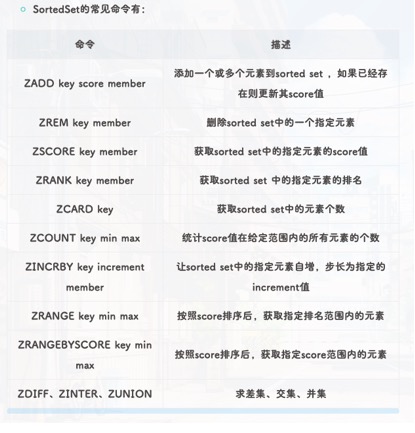 SortedSet的常见命令有：
命令 描述
ZADD key score member 添加一个或多个元素到sorted set ，如果已经存
在则更新其score值
ZREM key member 删除sorted set中的一个指定元素
ZSCORE key member 获取sorted set中的指定元素的score值
ZRANK key member 获取sorted set 中的指定元素的排名
ZCARD key 获取sorted set中的元素个数
ZCOUNT key min max 统计score值在给定范围内的所有元素的个数
ZINCRBY key increment 让sorted set中的指定元素自增，步长为指定的
member increment值
ZRANGE key min max 按照score排序后，获取指定排名范围内的元素
ZRANGEBYSCORE key min
max 按照score排序后，获取指定score范围内的元素
ZDIFF、ZINTER、ZUNION 求差集、交集、并集